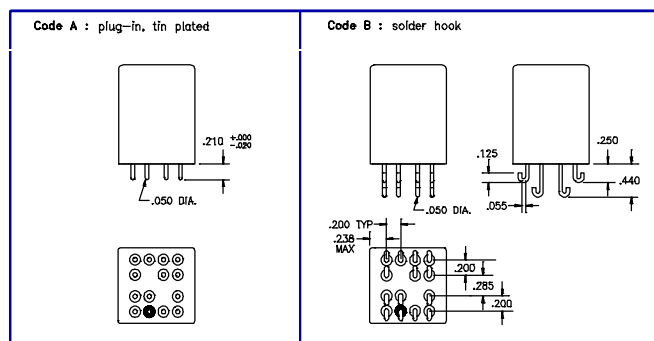 Code A : plug-in, tin plated
.210 +.000 -.020
.050 DIA.
Code B : solder hook
.050 DIA.
.125
.055
.250
.440
.200 TYP
.238 MAX
.200
.285
.200